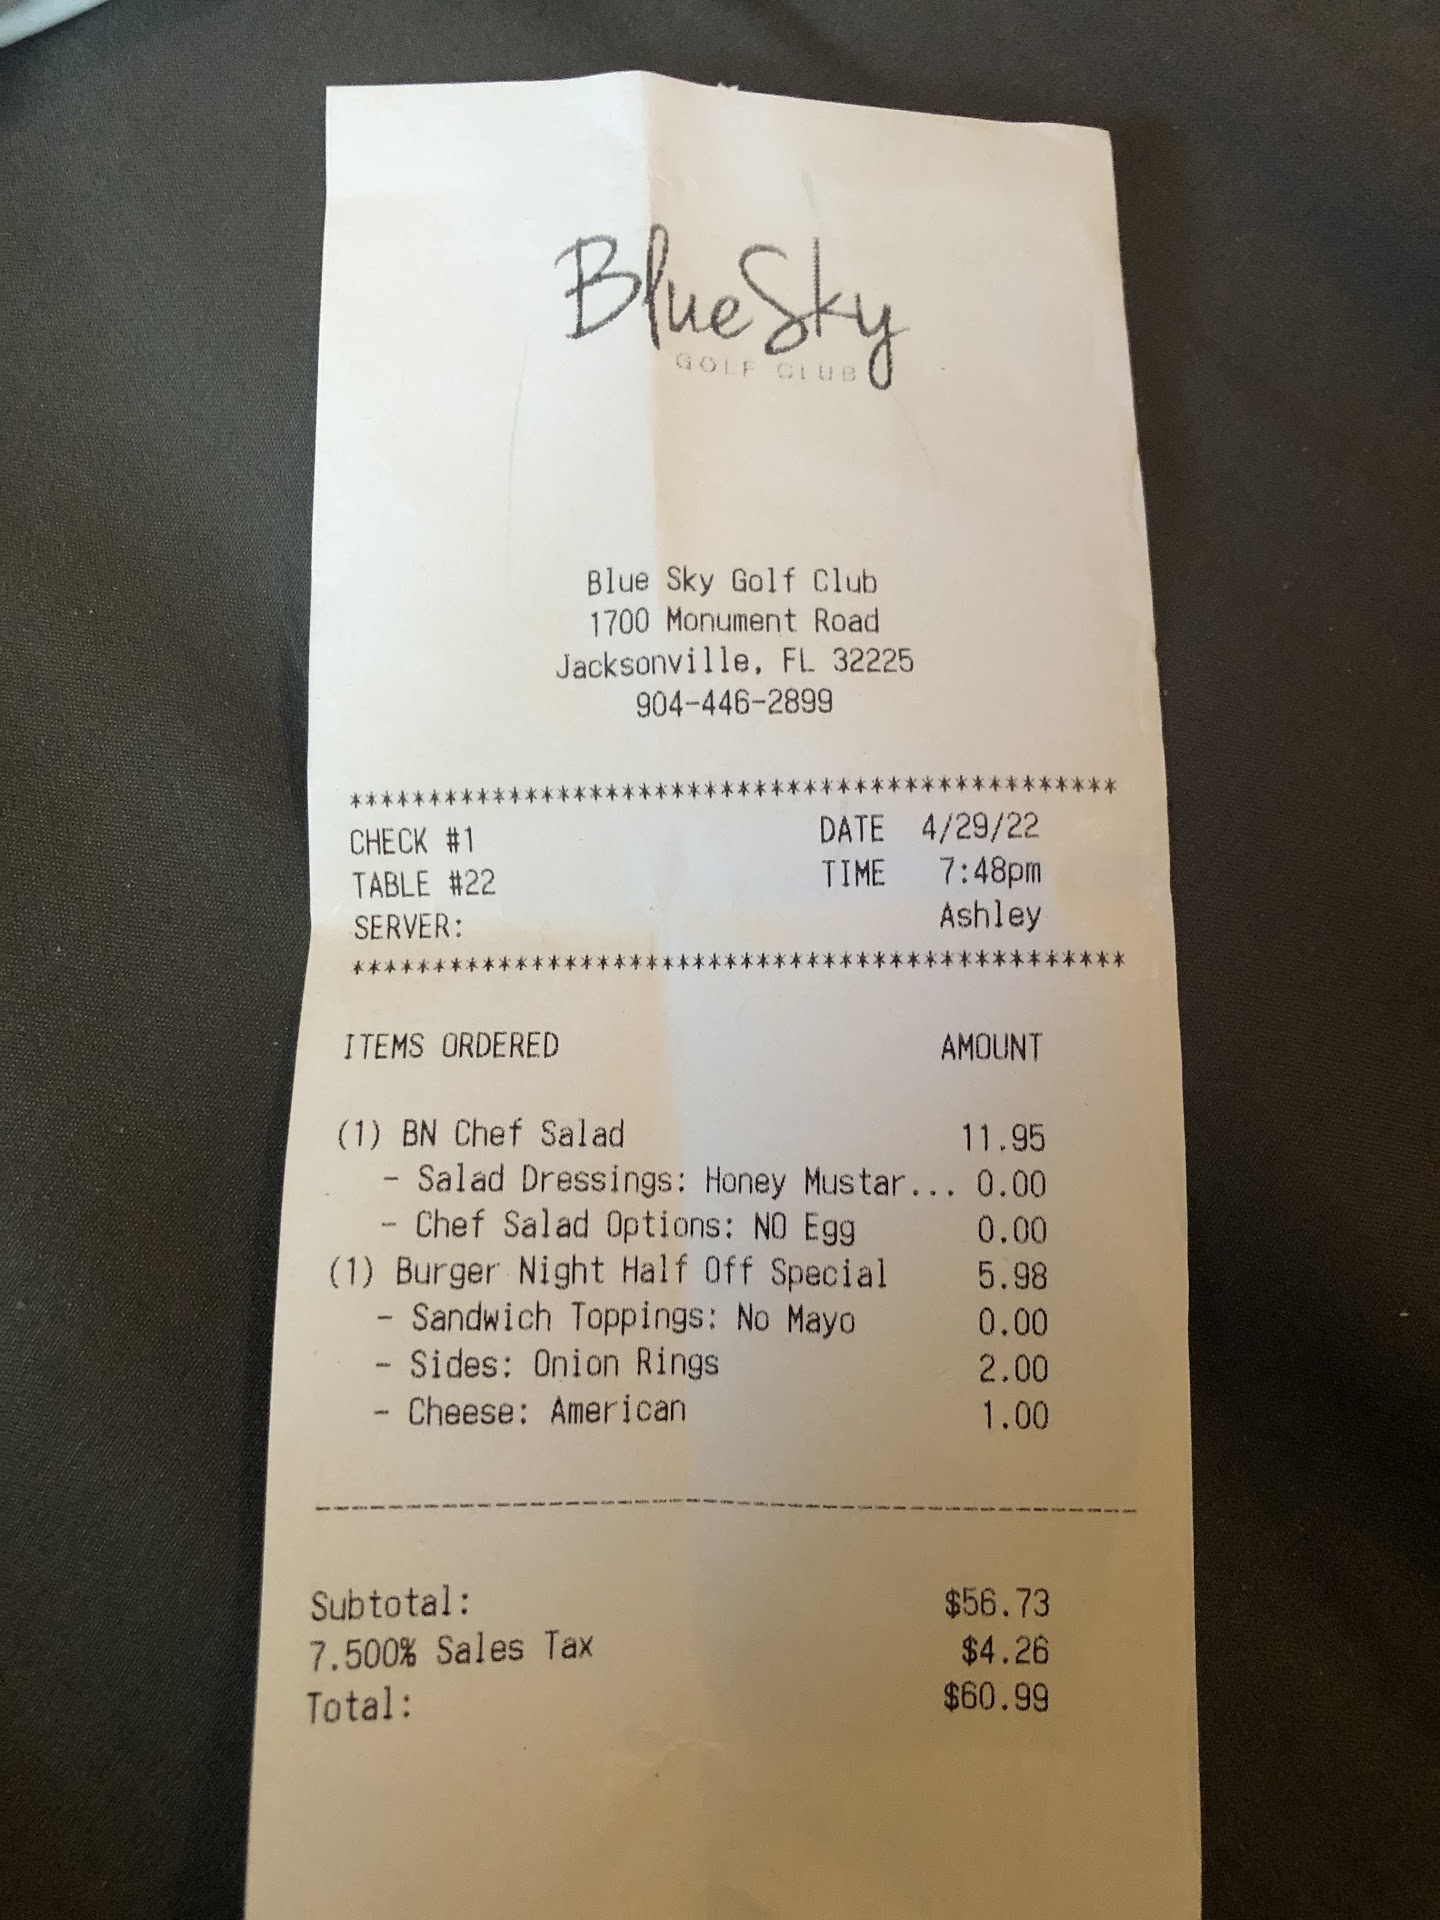 Blue Sky
GOLF CLUB
Blue Sky Golf Club
1700 Monument Road
Jacksonville, FL 32225
904-446-2899
************************************************
CHECK #1 DATE 4/29/22
TABLE #22 TIME 7:48pm
SERVER: Ashley
************************************************
ITEMS ORDERED AMOUNT
(1) BN Chef Salad 11.95
- Salad Dressings: Honey Mustar... 0.00
- Chef Salad Options: NO Egg 0.00
(1) Burger Night Half Off Special 5.98
- Sandwich Toppings: No Mayo 0.00
- Sides: Onion Rings 2.00
- Cheese: American 1.00
------------------------------------------------
Subtotal: $56.73
7.500% Sales Tax $4.26
Total: $60.99